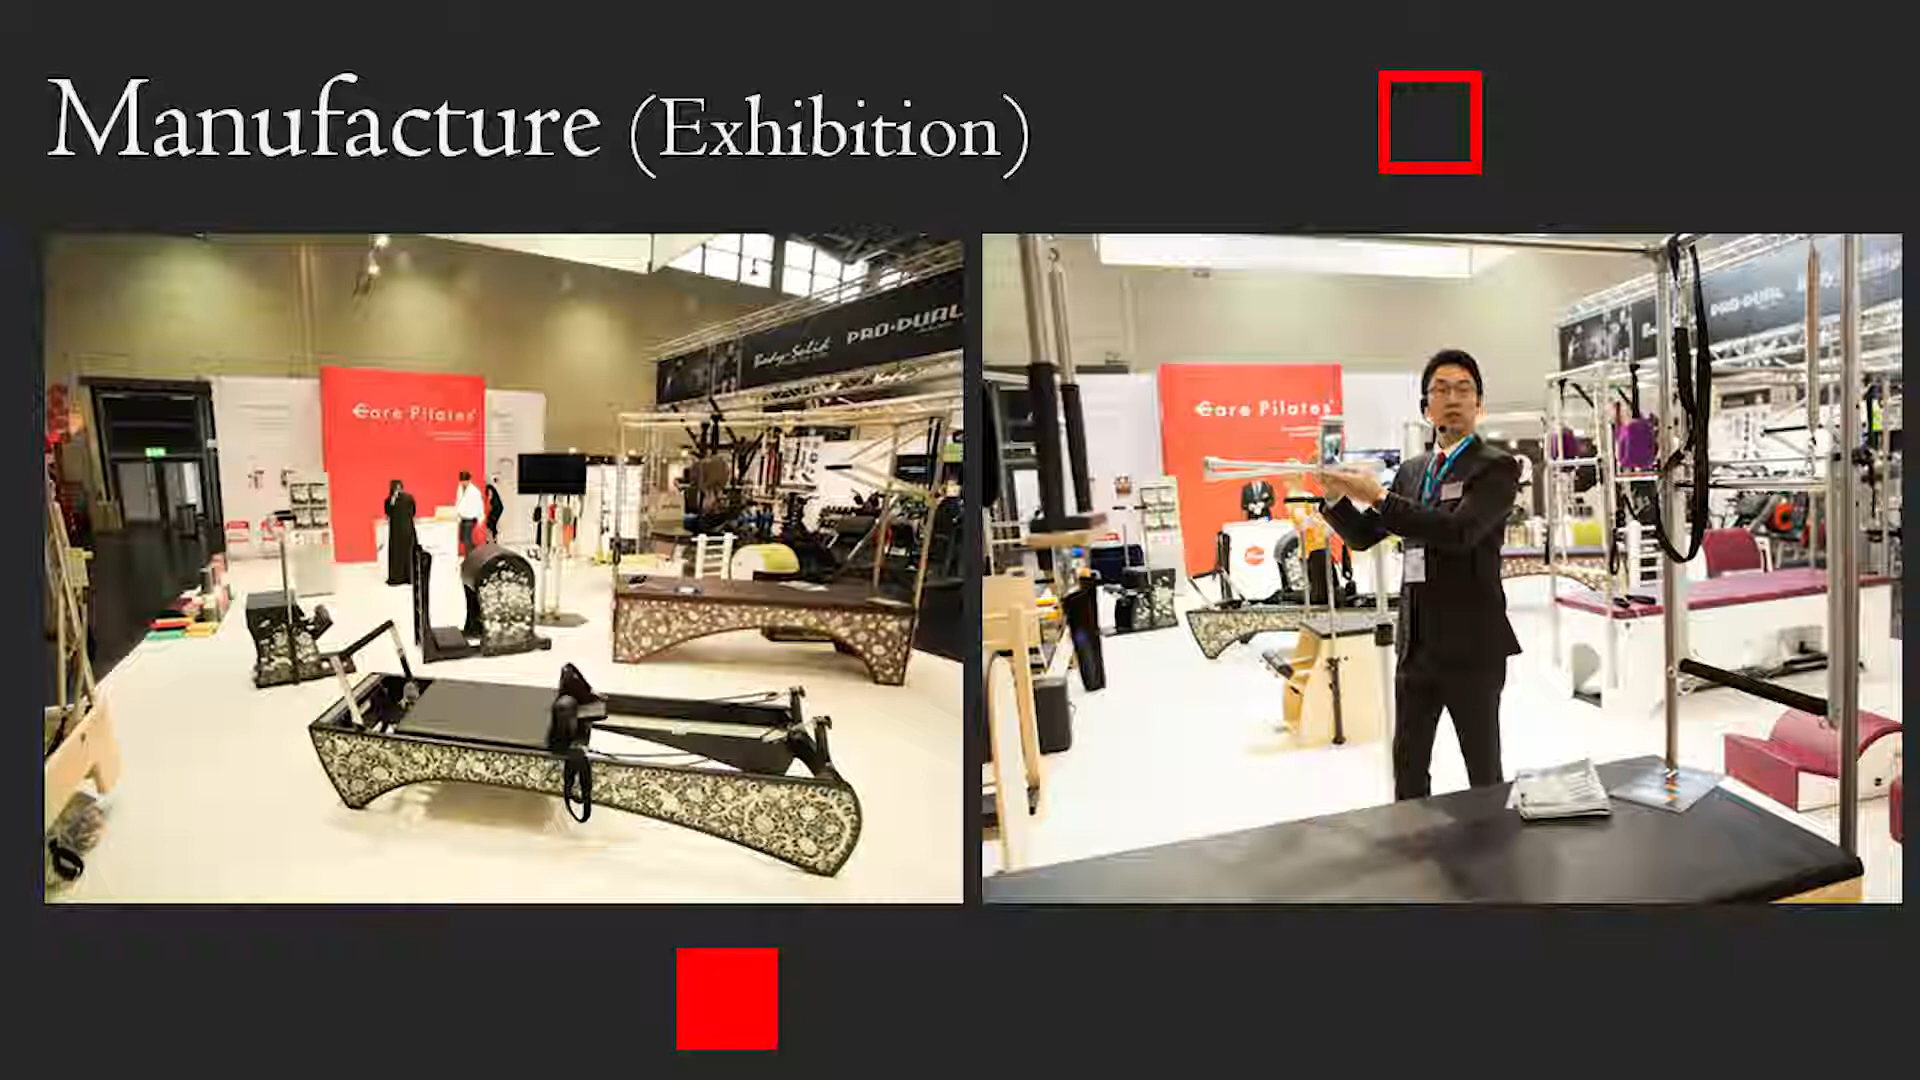 Manufacture (Exhibition)
Body-Solid
PRO·DUAL
Care Pilates
Care Pilates
PRO·DUAL